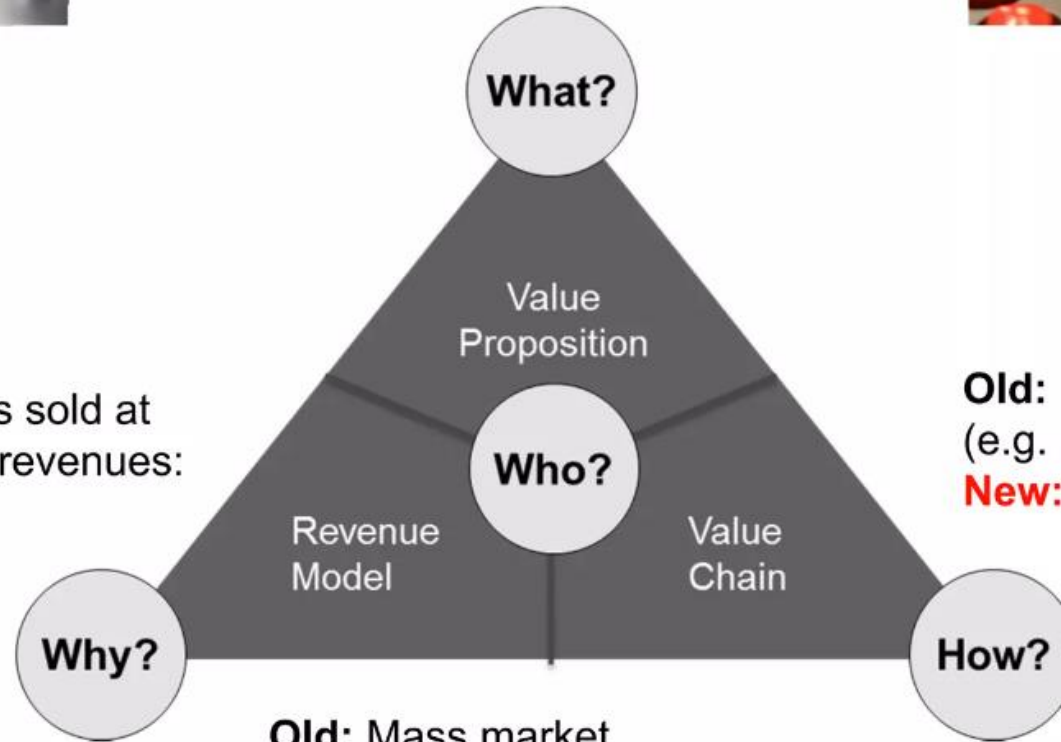 What?
Value
Proposition
s sold at
revenues:
Old:
(e.g.
New:
Who?
Revenue
Model
Value
Chain
Why?
How?
Old: Mass market